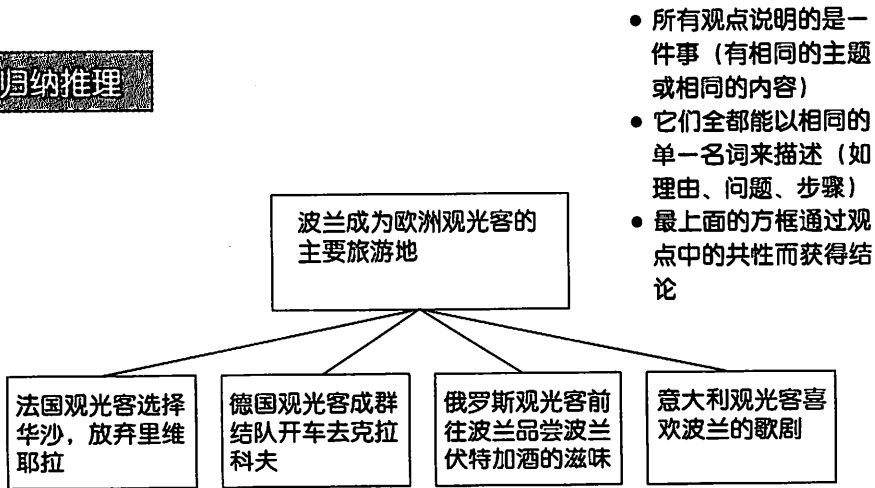 归纳推理
● 所有观点说明的是一
件事（有相同的主题
或相同的内容）
● 它们全都能以相同的
单一名词来描述（如
理由、问题、步骤）
● 最上面的方框通过观
点中的共性而获得结
论
波兰成为欧洲观光客的
主要旅游地
法国观光客选择
华沙，放弃里维
耶拉
德国观光客成群
结队开车去克拉
科夫
俄罗斯观光客前
往波兰品尝波兰
伏特加酒的滋味
意大利观光客喜
欢波兰的歌剧